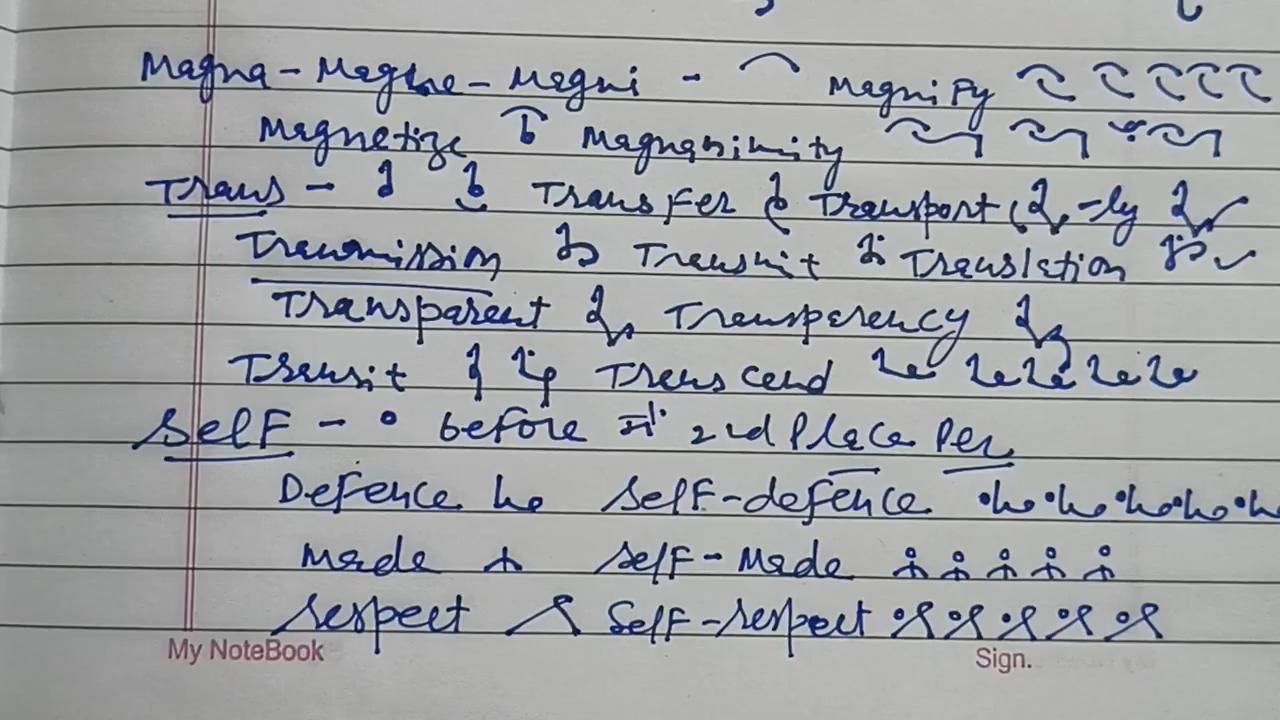 Magna - Magne - Magni - Magnify
Magnetize Magnanimity
Trans - Transfer Transport, -ly
Transmission Transmit Translation
Transparent Transparency
Transit Transcend
Self - before में 2nd Place Per
Defence Self-defence
Made Self-Made
respect Self-respect
My NoteBook Sign.